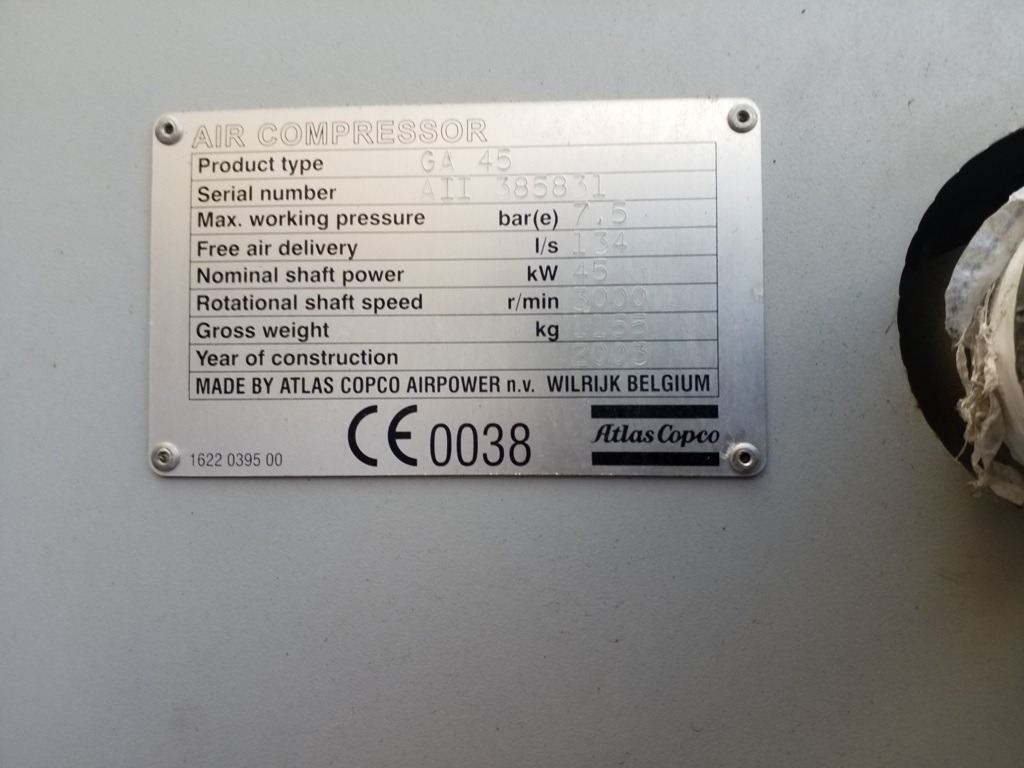 AIR COMPRESSOR
Product type GA 45
Serial number AII 385831
Max. working pressure bar(e) 7.5
Free air delivery l/s 134
Nominal shaft power kW 45
Rotational shaft speed r/min 3000
Gross weight kg
Year of construction 2003
MADE BY ATLAS COPCO AIRPOWER n.v. WILRIJK BELGIUM
CE 0038
Atlas Copco
1622 0395 00